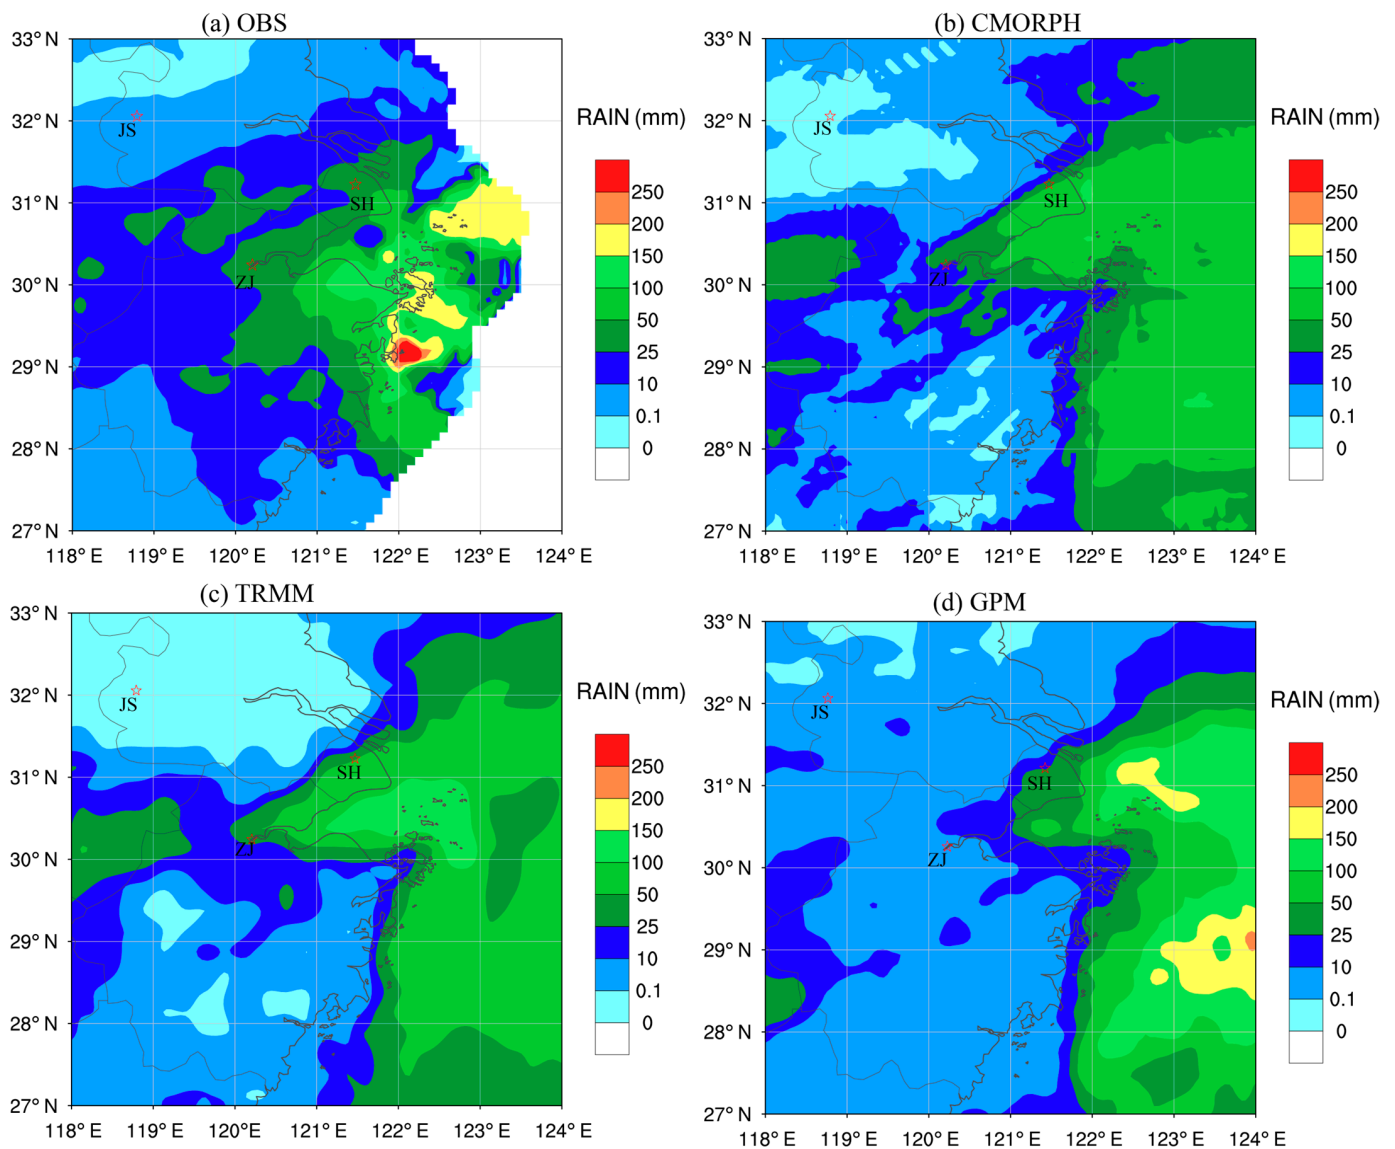 (a) OBS
33° N
32° N
31° N
30° N
29° N
28° N
27° N
118° E 119° E 120° E 121° E 122° E 123° E 124° E
JS
SH
ZJ
RAIN (mm)
250
200
150
100
50
25
10
0.1
0
(b) CMORPH
33° N
32° N
31° N
30° N
29° N
28° N
27° N
118° E 119° E 120° E 121° E 122° E 123° E 124° E
JS
SH
ZJ
RAIN (mm)
250
200
150
100
50
25
10
0.1
0
(c) TRMM
33° N
32° N
31° N
30° N
29° N
28° N
27° N
118° E 119° E 120° E 121° E 122° E 123° E 124° E
JS
SH
ZJ
RAIN (mm)
250
200
150
100
50
25
10
0.1
0
(d) GPM
33° N
32° N
31° N
30° N
29° N
28° N
27° N
118° E 119° E 120° E 121° E 122° E 123° E 124° E
JS
SH
ZJ
RAIN (mm)
250
200
150
100
50
25
10
0.1
0